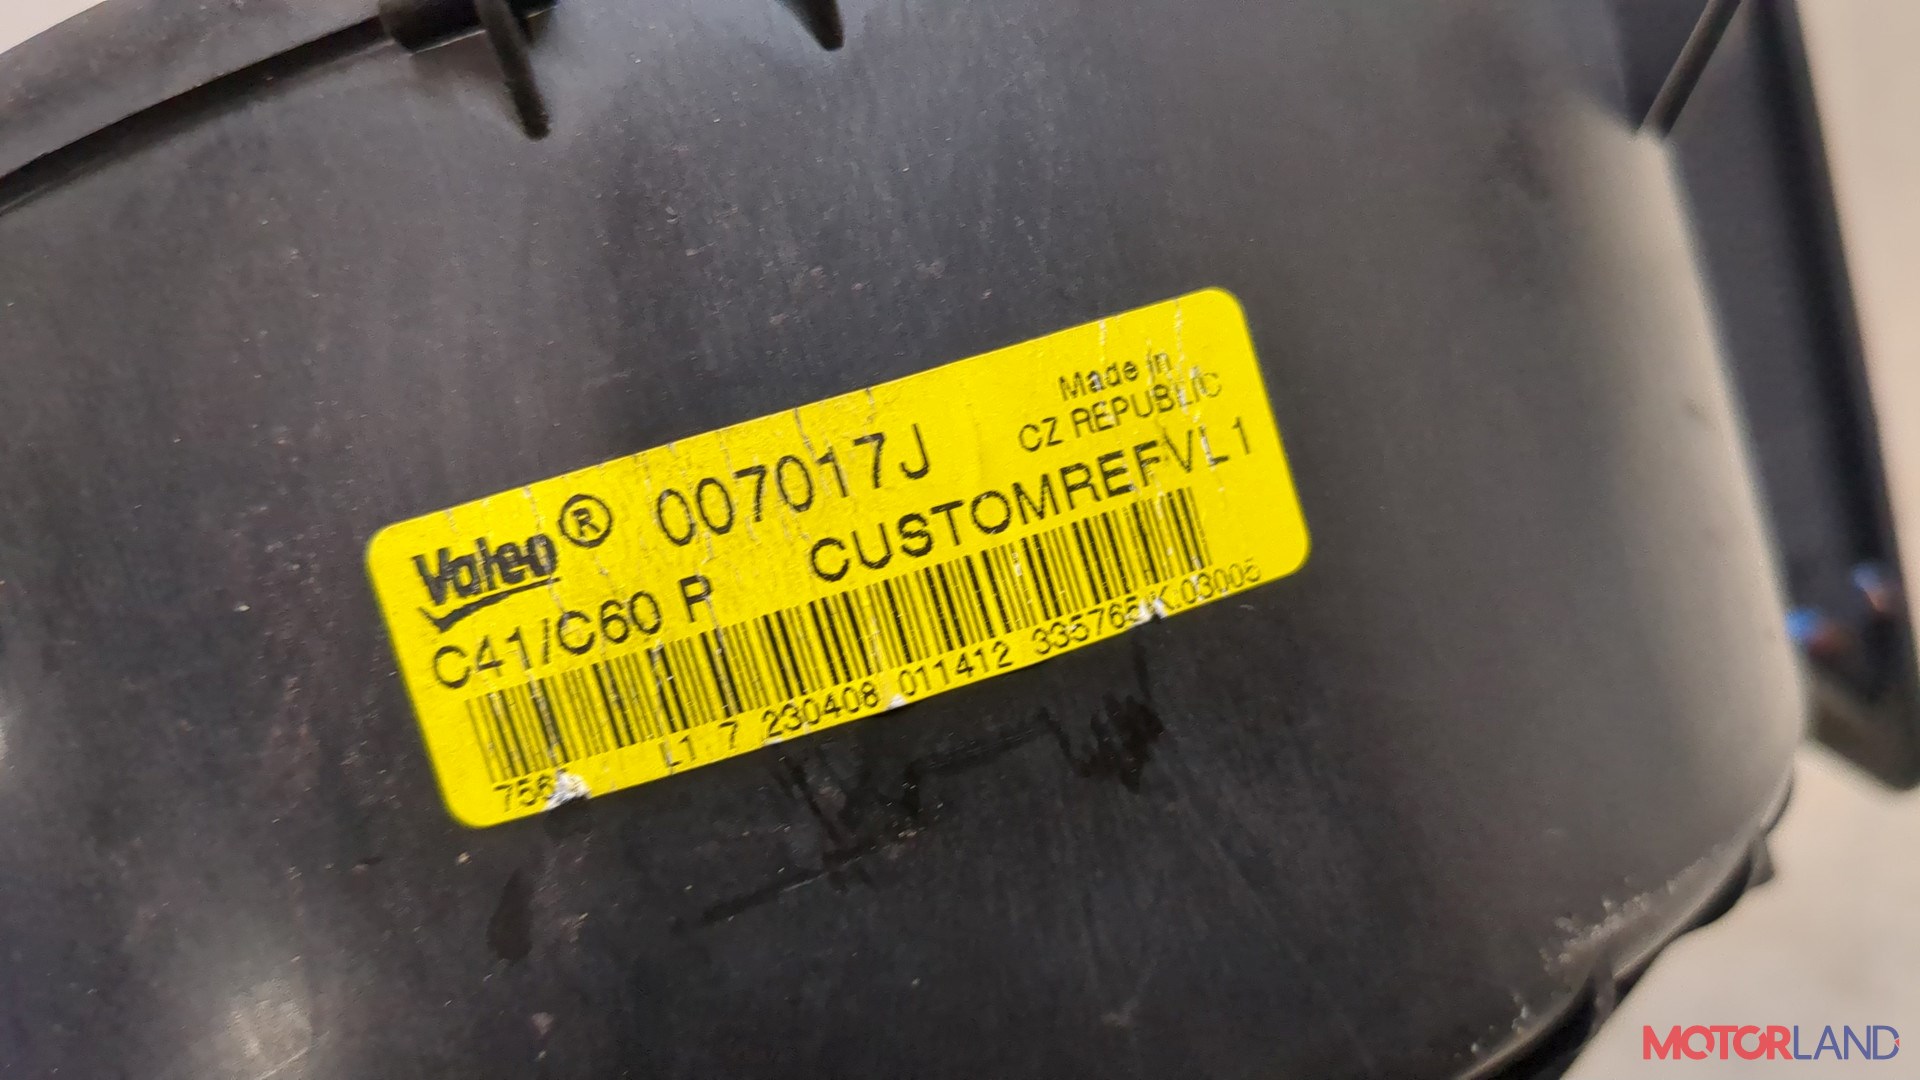 Valeo® 007017J
Made in
CZ REPUBLIC
C41/C60 P CUSTOMREFVL1
L1 7 230408 011412 335765 K.03005
MOTORLAND